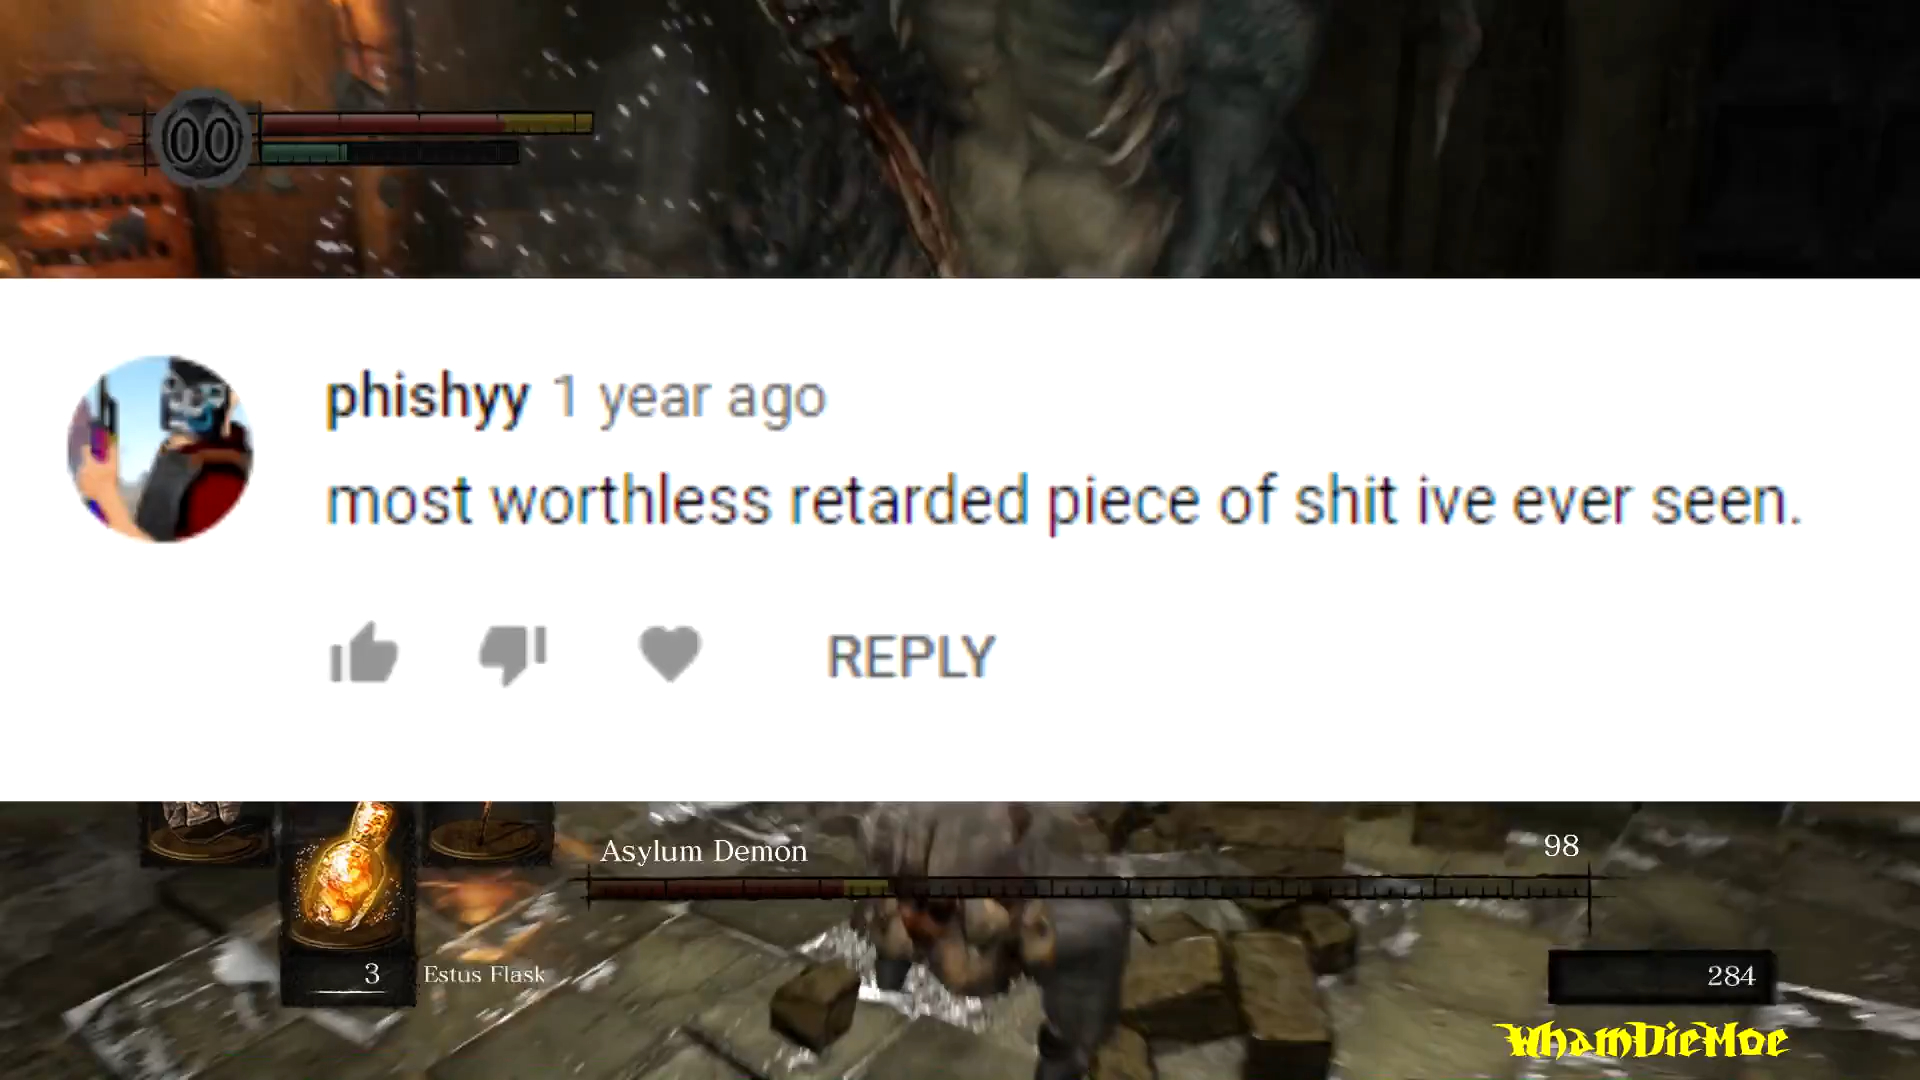 00
phishyy 1 year ago
most worthless retarded piece of shit ive ever seen.
REPLY
Asylum Demon
98
3
Estus Flask
284
WhamDieMoe